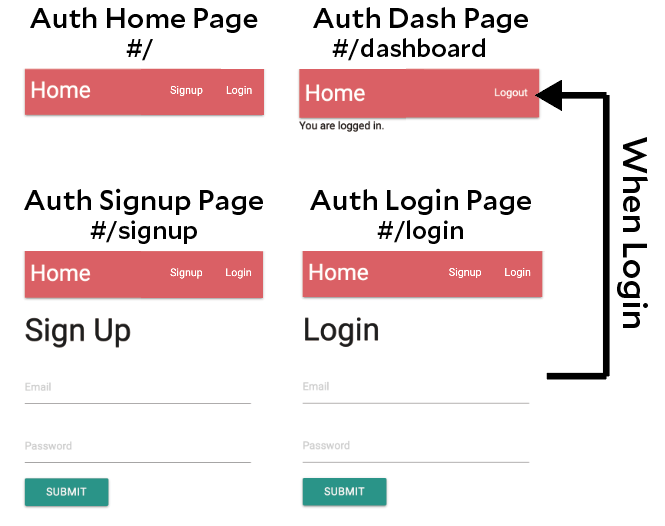 Auth Home Page
#/
Home Signup Login
Auth Dash Page
#/dashboard
Home Logout
You are logged in.
When Login
Auth Signup Page
#/signup
Home Signup Login
Sign Up
Email
Password
SUBMIT
Auth Login Page
#/login
Home Signup Login
Login
Email
Password
SUBMIT